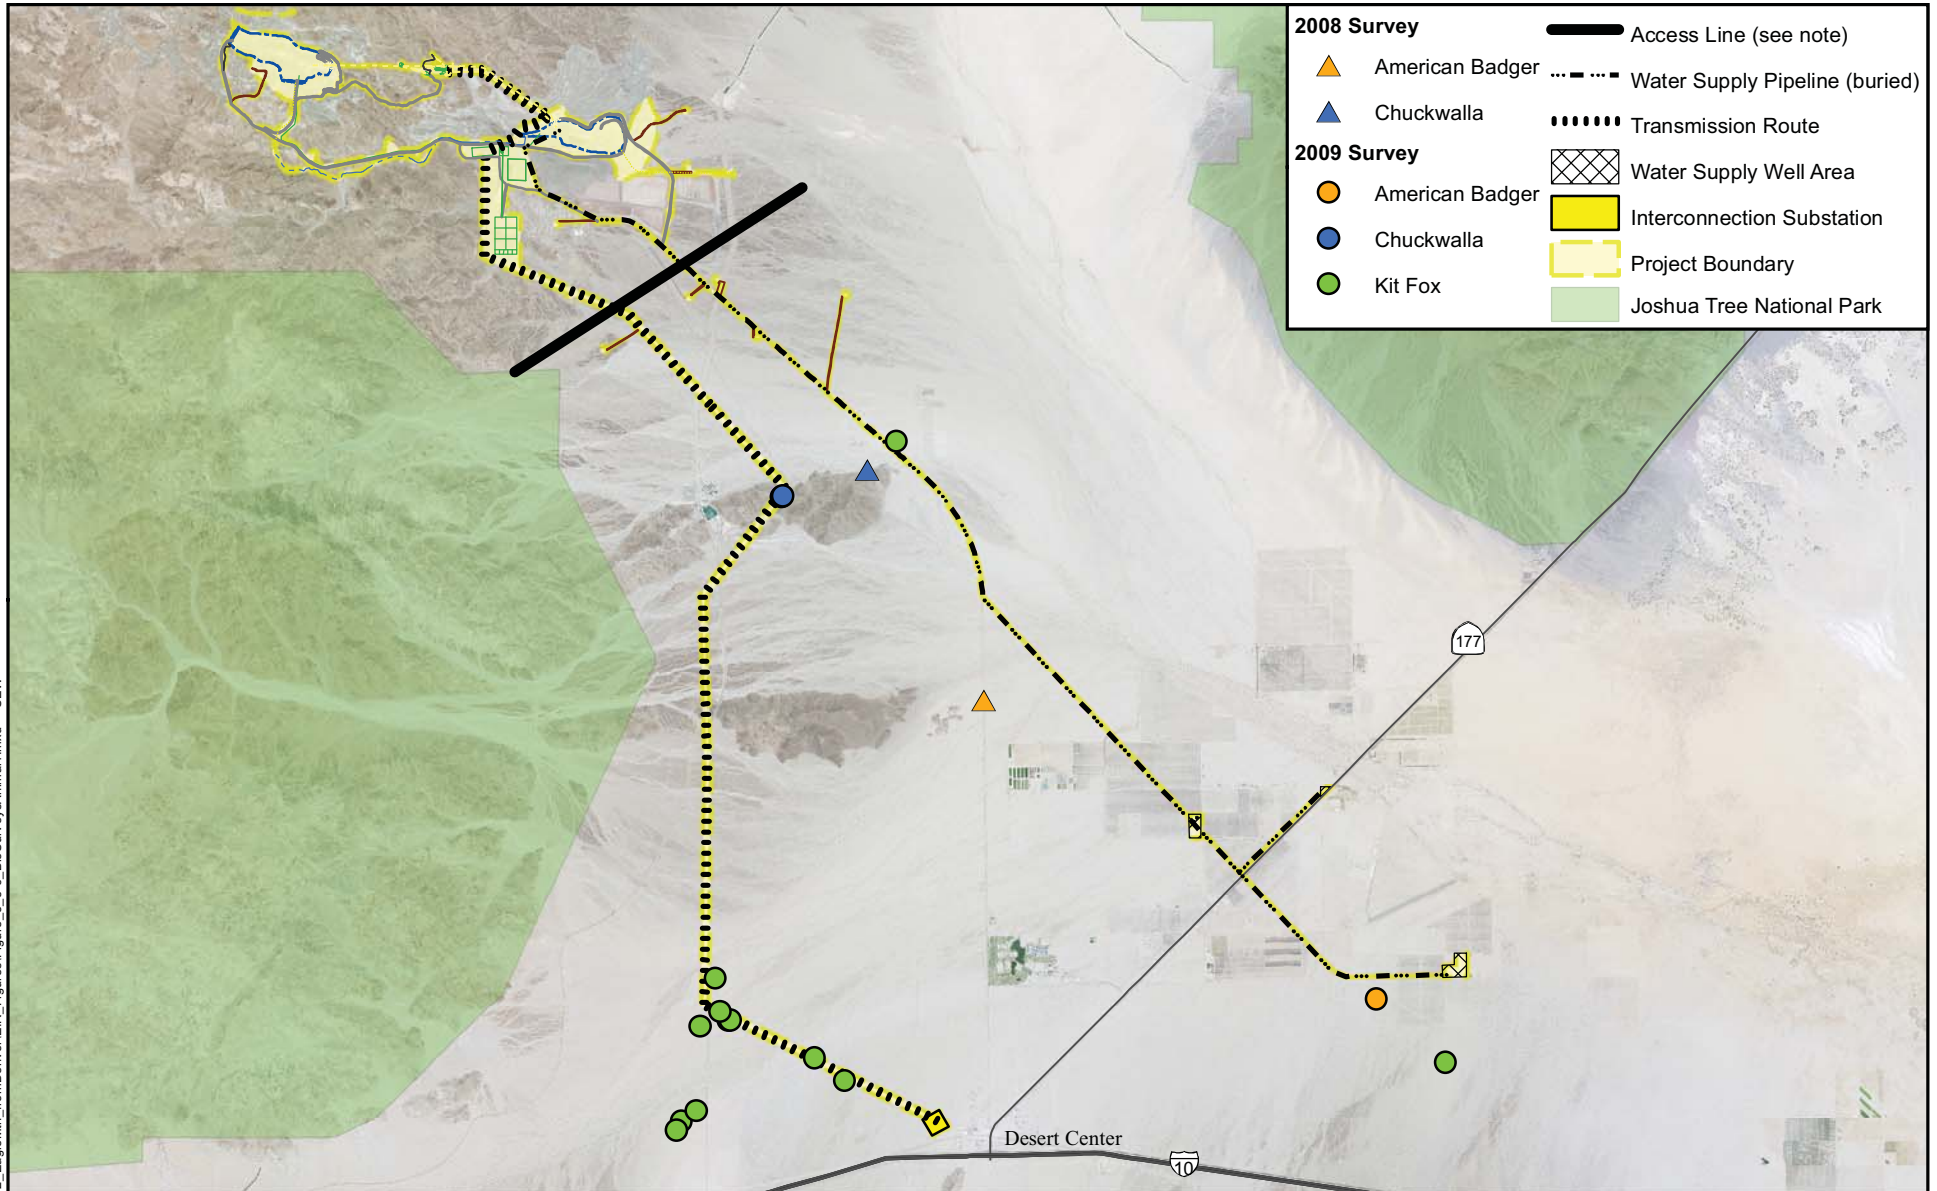 2008 Survey
American Badger
Chuckwalla
2009 Survey
American Badger
Chuckwalla
Kit Fox
Access Line (see note)
Water Supply Pipeline (buried)
Transmission Route
Water Supply Well Area
Interconnection Substation
Project Boundary
Joshua Tree National Park
177
Desert Center
10